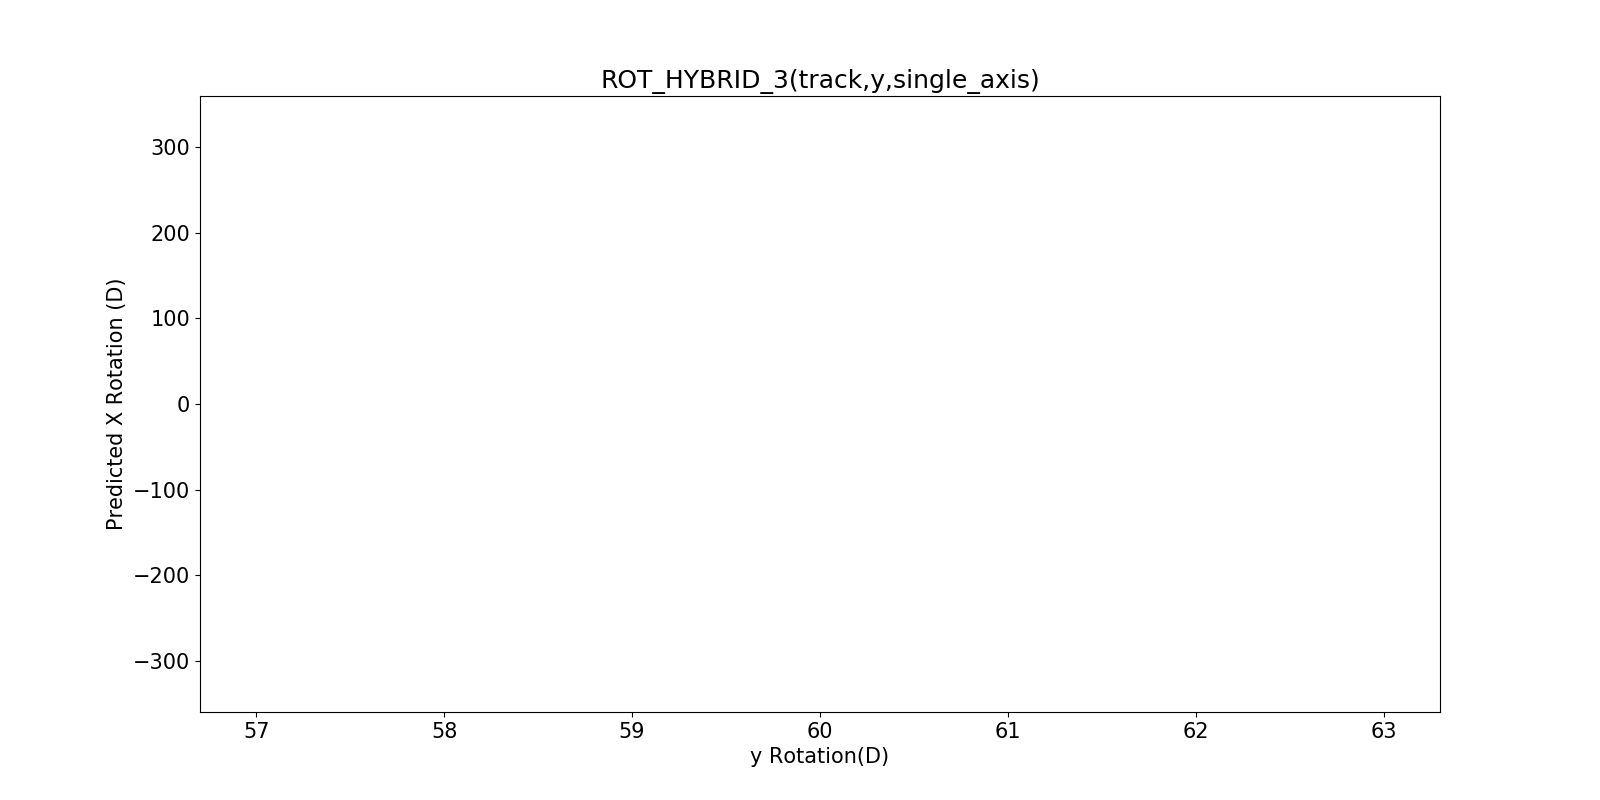 ROT_HYBRID_3(track,y,single_axis)
300
200
100
0
−100
−200
−300
Predicted X Rotation (D)
57 58 59 60 61 62 63
y Rotation(D)